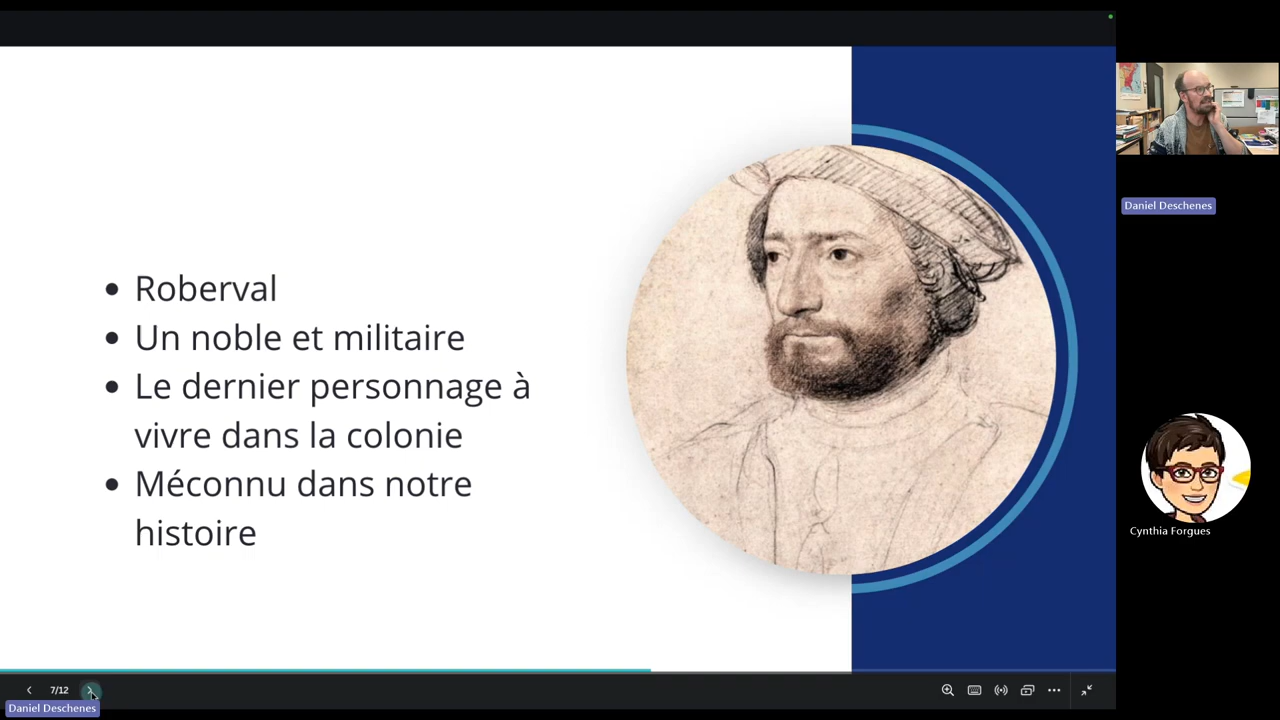 • Roberval
• Un noble et militaire
• Le dernier personnage à
vivre dans la colonie
• Méconnu dans notre
histoire
7/12
Daniel Deschenes
Daniel Deschenes
Cynthia Forgues